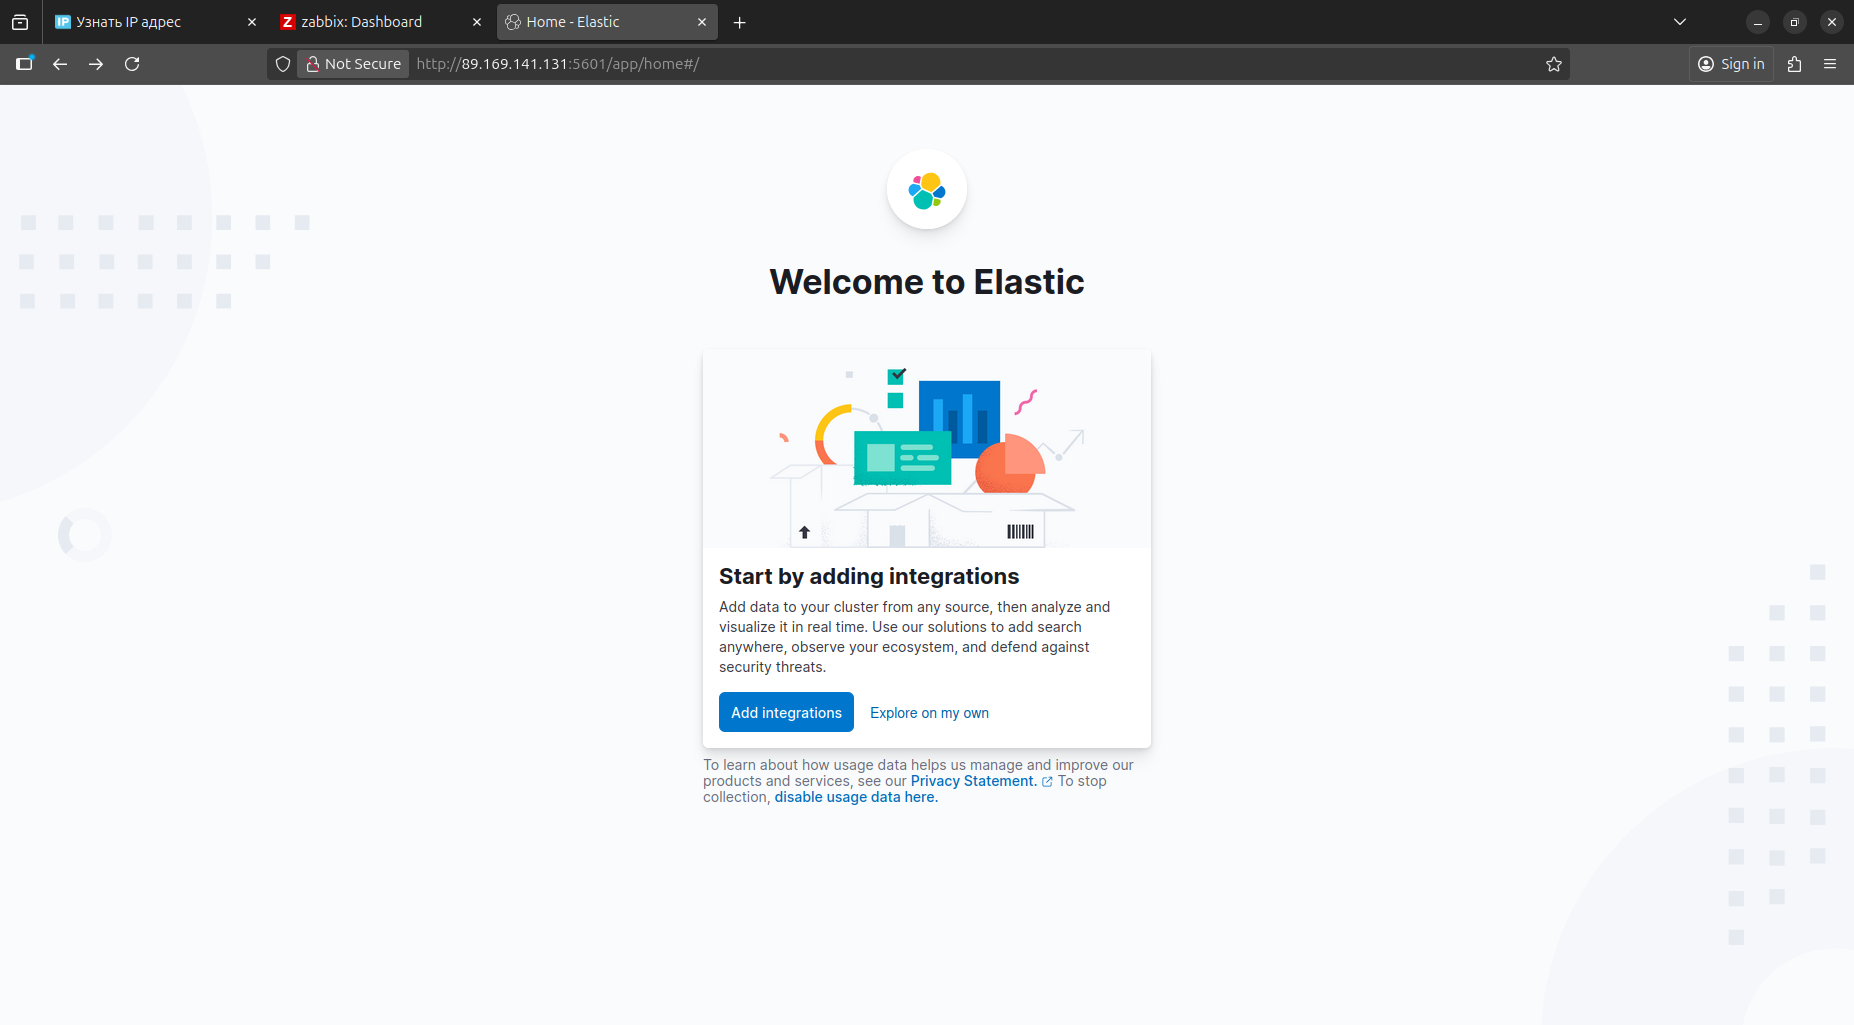 IP Узнать IP адрес
Z zabbix: Dashboard
Home - Elastic
Not Secure http://89.169.141.131:5601/app/home#/
Sign in
Welcome to Elastic
Start by adding integrations
Add data to your cluster from any source, then analyze and
visualize it in real time. Use our solutions to add search
anywhere, observe your ecosystem, and defend against
security threats.
Add integrations
Explore on my own
To learn about how usage data helps us manage and improve our
products and services, see our Privacy Statement. To stop
collection, disable usage data here.